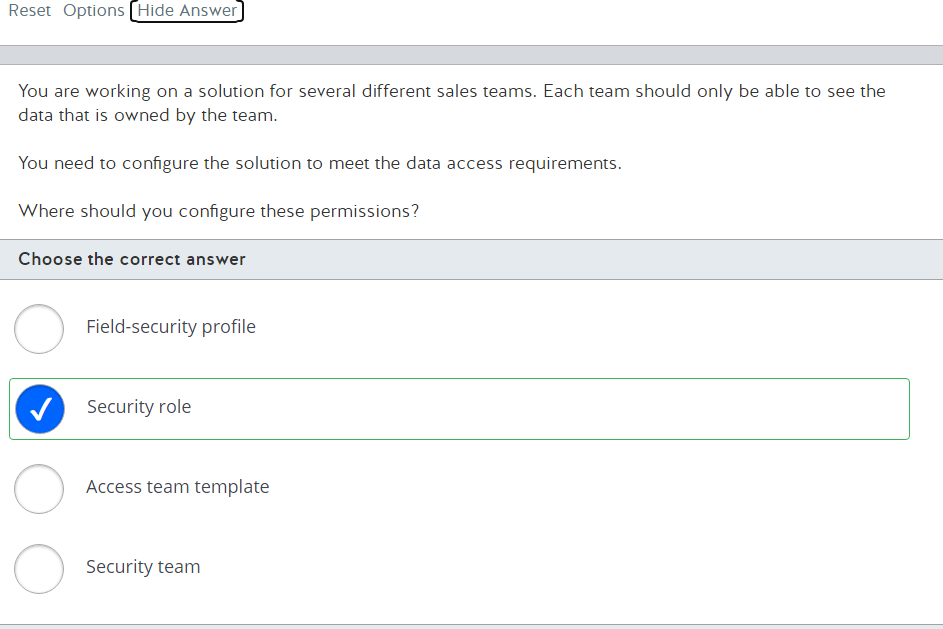 Reset Options Hide Answer
You are working on a solution for several different sales teams. Each team should only be able to see the
data that is owned by the team.
You need to configure the solution to meet the data access requirements.
Where should you configure these permissions?
Choose the correct answer
Field-security profile
Security role
Access team template
Security team